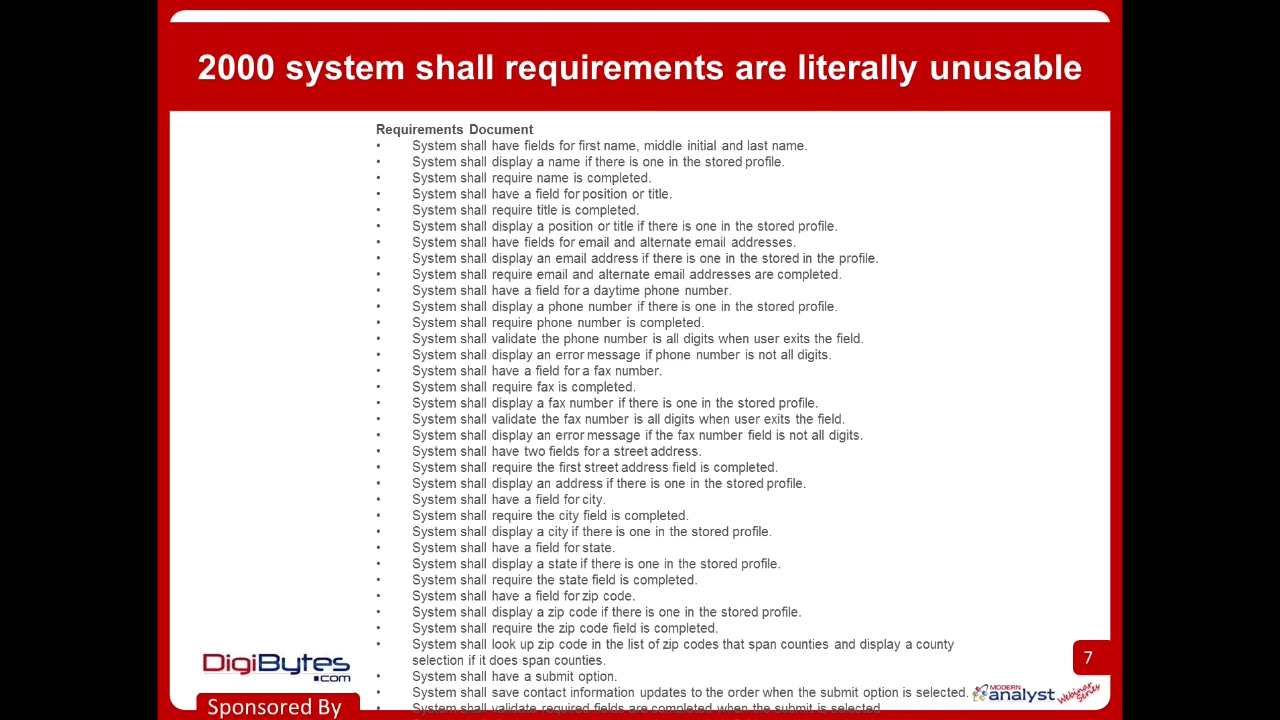 2000 system shall requirements are literally unusable
Requirements Document
• System shall have fields for first name, middle initial and last name.
• System shall display a name if there is one in the stored profile.
• System shall require name is completed.
• System shall have a field for position or title.
• System shall require title is completed.
• System shall display a position or title if there is one in the stored profile.
• System shall have fields for email and alternate email addresses.
• System shall display an email address if there is one in the stored in the profile.
• System shall require email and alternate email addresses are completed.
• System shall have a field for a daytime phone number.
• System shall display a phone number if there is one in the stored profile.
• System shall require phone number is completed.
• System shall validate the phone number is all digits when user exits the field.
• System shall display an error message if phone number is not all digits.
• System shall have a field for a fax number.
• System shall require fax is completed.
• System shall display a fax number if there is one in the stored profile.
• System shall validate the fax number is all digits when user exits the field.
• System shall display an error message if the fax number field is not all digits.
• System shall have two fields for a street address.
• System shall require the first street address field is completed.
• System shall display an address if there is one in the stored profile.
• System shall have a field for city.
• System shall require the city field is completed.
• System shall display a city if there is one in the stored profile.
• System shall have a field for state.
• System shall display a state if there is one in the stored profile.
• System shall require the state field is completed.
• System shall have a field for zip code.
• System shall display a zip code if there is one in the stored profile.
• System shall require the zip code field is completed.
• System shall look up zip code in the list of zip codes that span counties and display a county
selection if it does span counties.
• System shall have a submit option.
• System shall save contact information updates to the order when the submit option is selected.
• System shall validate required fields are completed when the submit is selected.
DigiBytes
.com
Sponsored By
7
MODERN
analyst
Webinar
Series